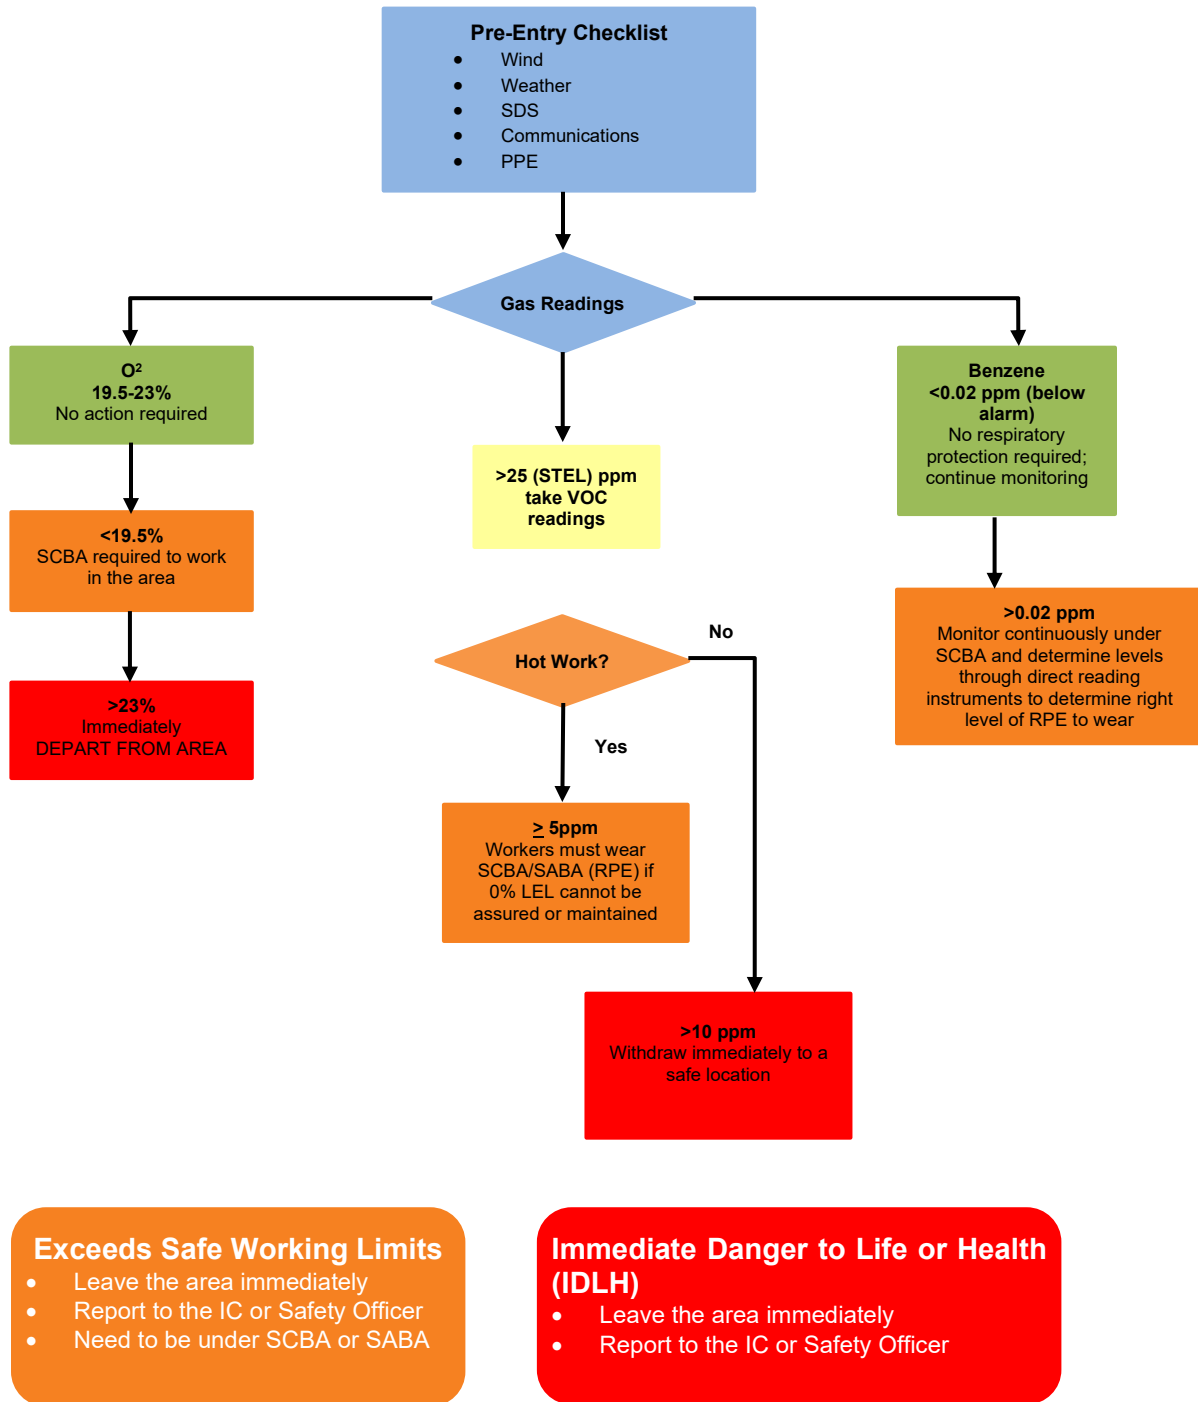 Pre-Entry Checklist
• Wind
• Weather
• SDS
• Communications
• PPE
Gas Readings
O²
19.5-23%
No action required
<19.5%
SCBA required to work
in the area
>23%
Immediately
DEPART FROM AREA
>25 (STEL) ppm
take VOC
readings
Benzene
<0.02 ppm (below
alarm)
No respiratory
protection required;
continue monitoring
>0.02 ppm
Monitor continuously under
SCBA and determine levels
through direct reading
instruments to determine right
level of RPE to wear
Hot Work?
No
Yes
> 5ppm
Workers must wear
SCBA/SABA (RPE) if
0% LEL cannot be
assured or maintained
>10 ppm
Withdraw immediately to a
safe location
Exceeds Safe Working Limits
• Leave the area immediately
• Report to the IC or Safety Officer
• Need to be under SCBA or SABA
Immediate Danger to Life or Health
(IDLH)
• Leave the area immediately
• Report to the IC or Safety Officer